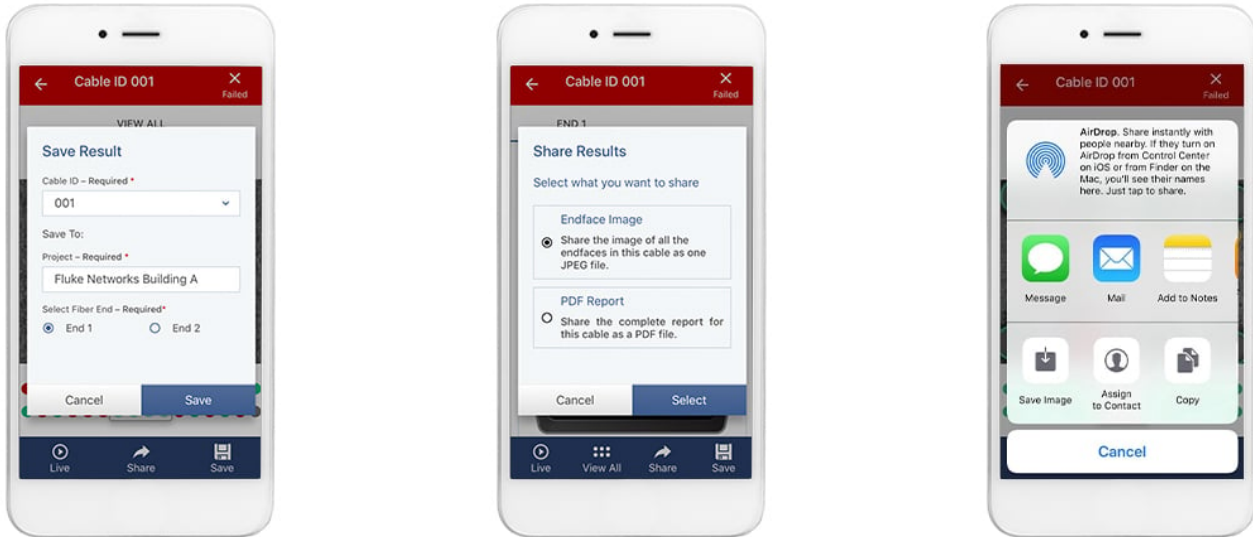 Cable ID 001
Failed
VIEW ALL
Save Result
Cable ID – Required *
001
Save To:
Project – Required *
Fluke Networks Building A
Select Fiber End – Required*
End 1 End 2
Cancel Save
Live Share Save
Cable ID 001
Failed
END 1
Share Results
Select what you want to share
Endface Image
Share the image of all the
endfaces in this cable as one
JPEG file.
PDF Report
Share the complete report for
this cable as a PDF file.
Cancel Select
Live View All Share Save
Cable ID 001
Failed
AirDrop. Share instantly with
people nearby. If they turn on
AirDrop from Control Center
on iOS or from Finder on the
Mac, you'll see their names
here. Just tap to share.
Message Mail Add to Notes
Save Image Assign
to Contact Copy
Cancel